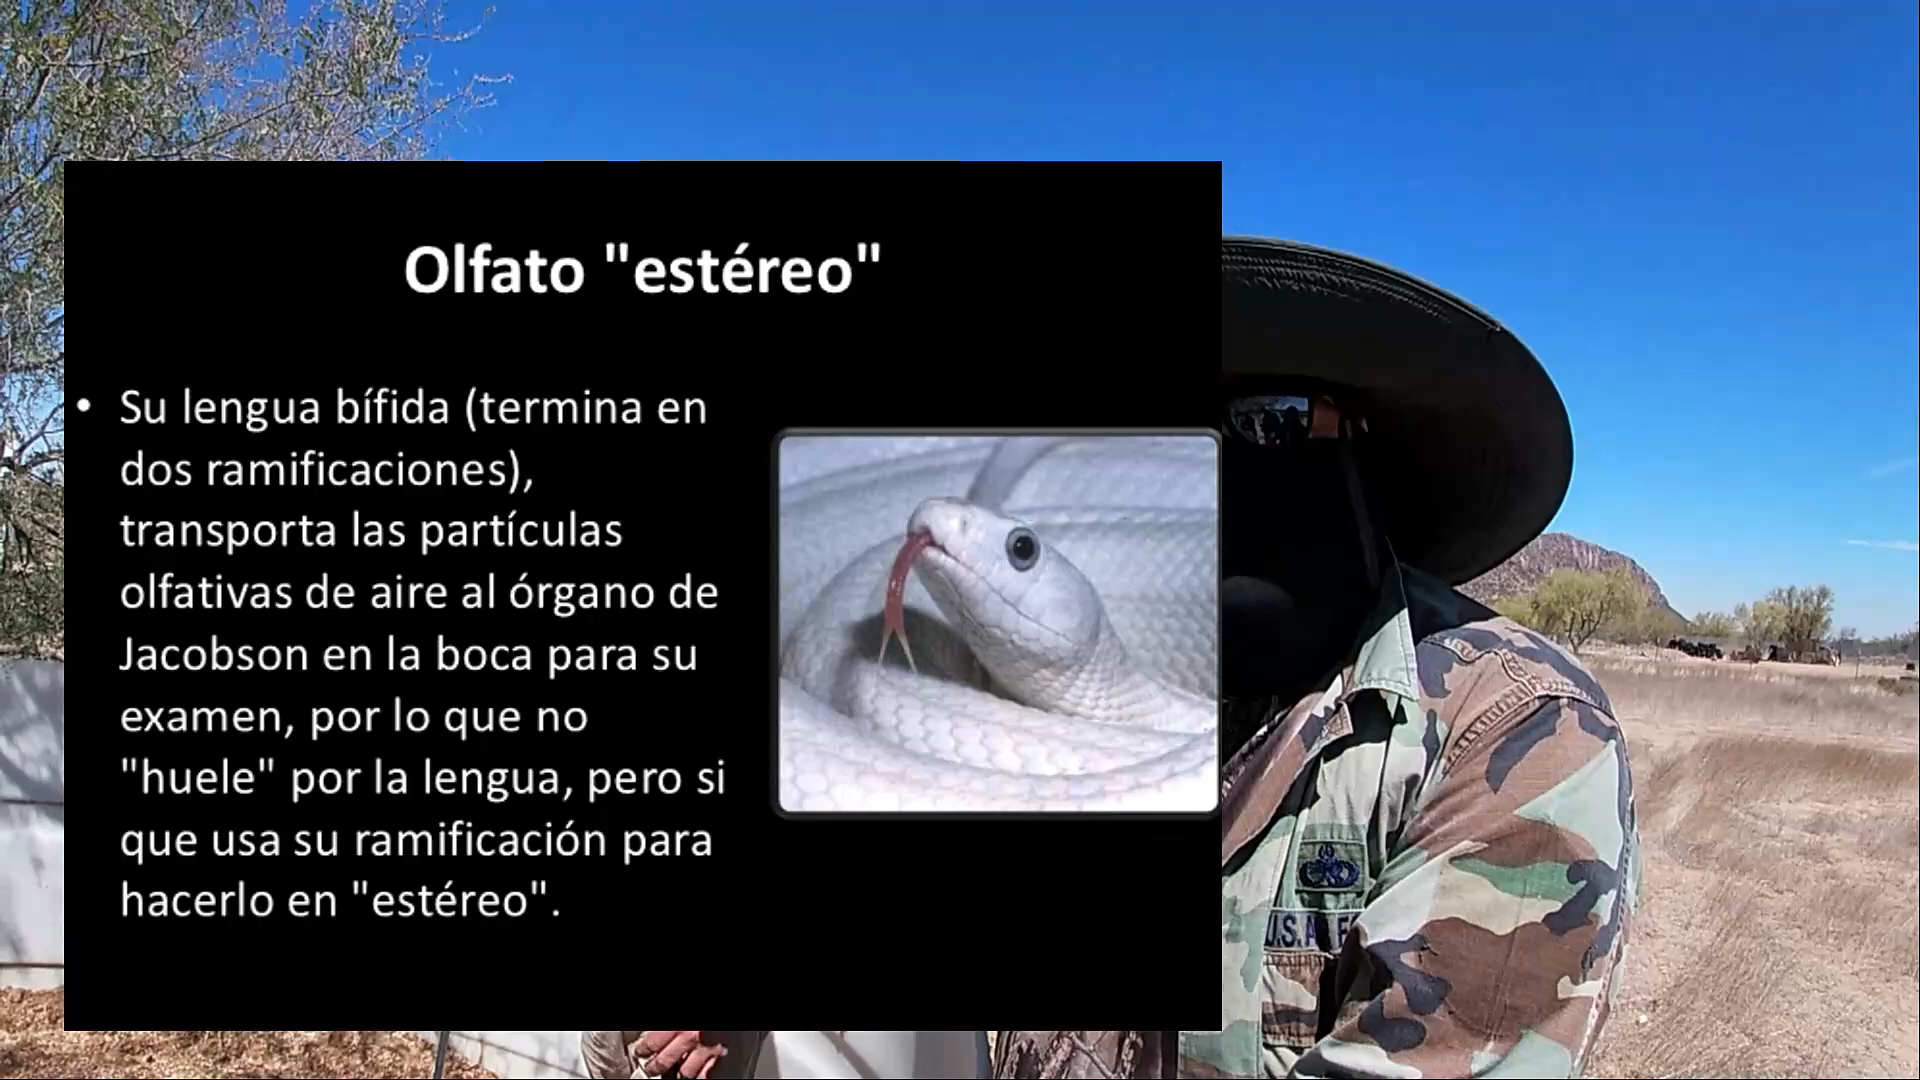 Olfato "estéreo"
• Su lengua bífida (termina en
dos ramificaciones),
transporta las partículas
olfativas de aire al órgano de
Jacobson en la boca para su
examen, por lo que no
"huele" por la lengua, pero si
que usa su ramificación para
hacerlo en "estéreo".
U.S. A